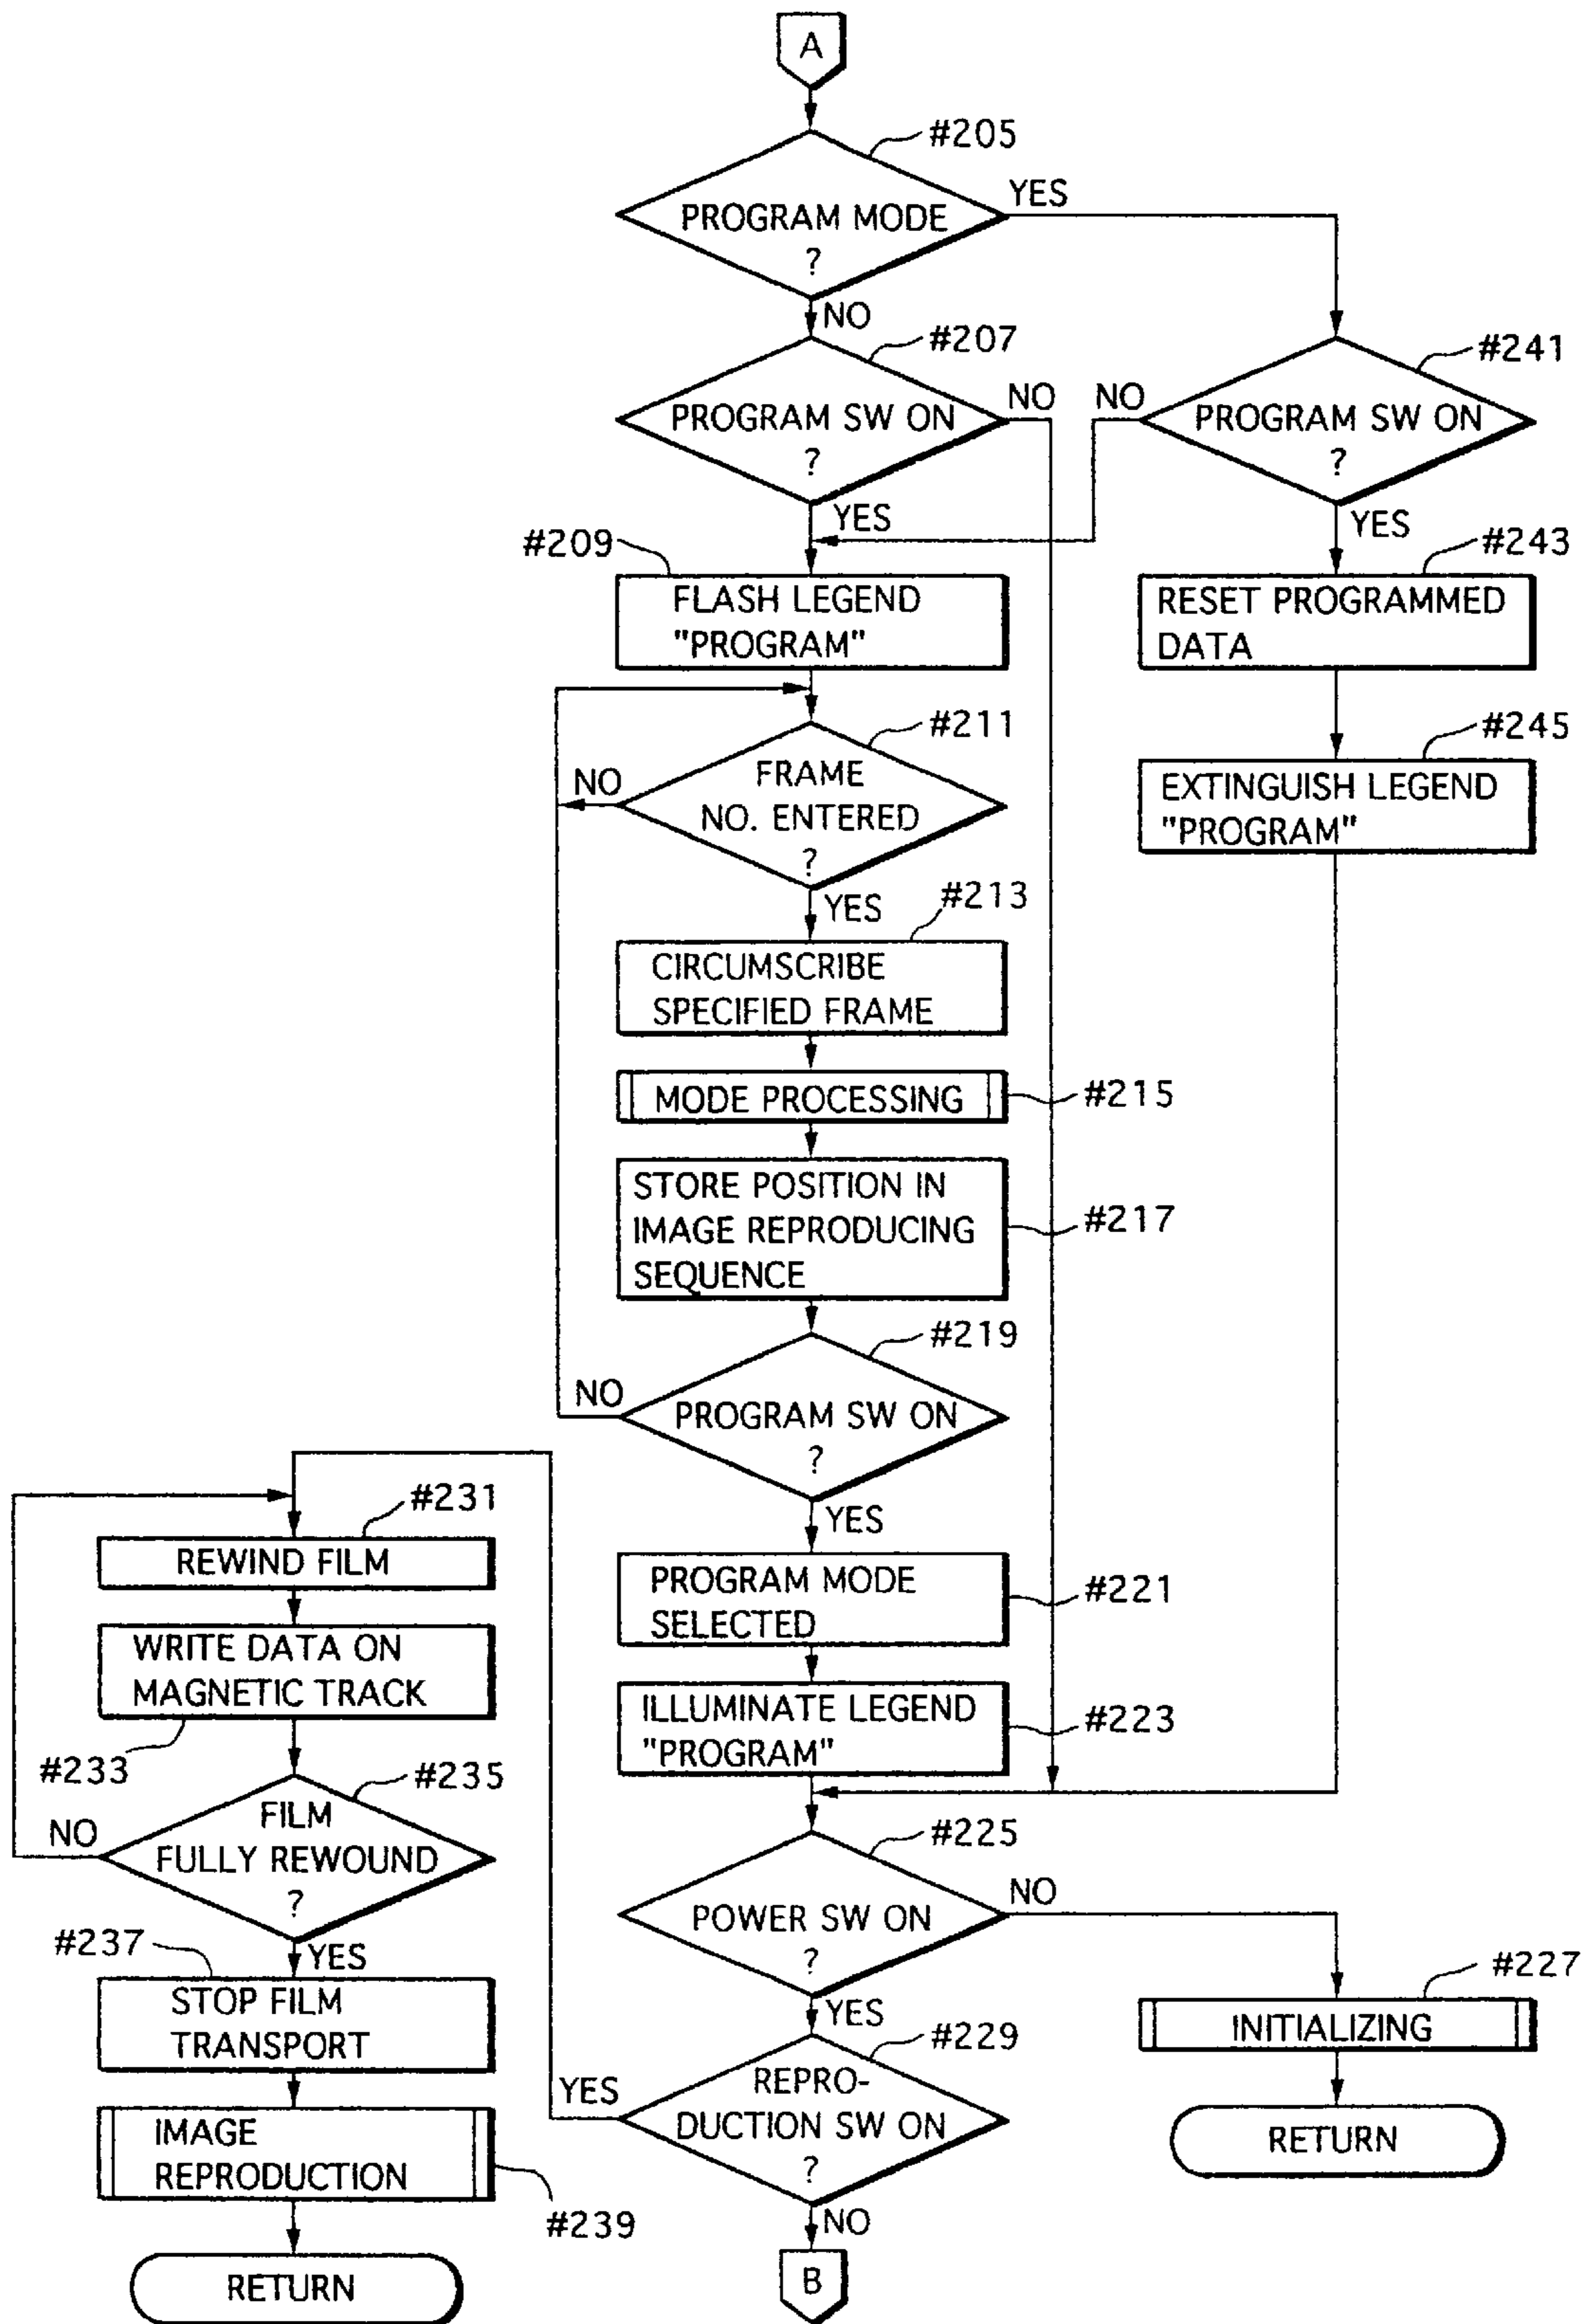 A
#205
PROGRAM MODE
?
YES
NO
#207
PROGRAM SW ON
?
NO
YES
#241
PROGRAM SW ON
?
NO
YES
#209
FLASH LEGEND
"PROGRAM"
#243
RESET PROGRAMMED
DATA
#211
FRAME
NO. ENTERED
?
NO
YES
#245
EXTINGUISH LEGEND
"PROGRAM"
#213
CIRCUMSCRIBE
SPECIFIED FRAME
MODE PROCESSING
#215
STORE POSITION IN
IMAGE REPRODUCING
SEQUENCE
#217
#219
PROGRAM SW ON
?
NO
YES
PROGRAM MODE
SELECTED
#221
ILLUMINATE LEGEND
"PROGRAM"
#223
#225
POWER SW ON
?
NO
YES
#227
INITIALIZING
RETURN
#229
REPRO-
DUCTION SW ON
?
YES
NO
B
#231
REWIND FILM
WRITE DATA ON
MAGNETIC TRACK
#233
#235
FILM
FULLY REWOUND
?
NO
YES
#237
STOP FILM
TRANSPORT
IMAGE
REPRODUCTION
#239
RETURN